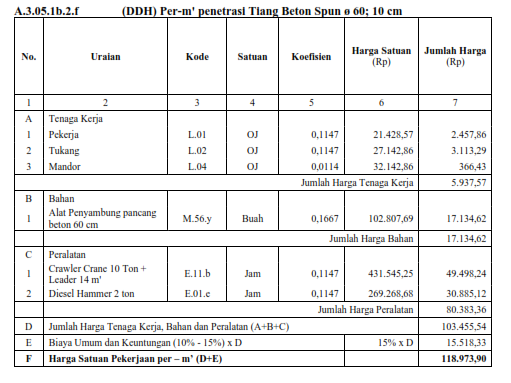 A.3.05.1b.2.f (DDH) Per-m' penetrasi Tiang Beton Spun ø 60; 10 cm
No. Uraian Kode Satuan Koefisien Harga Satuan (Rp) Jumlah Harga (Rp)
1 2 3 4 5 6 7
A Tenaga Kerja
1 Pekerja L.01 OJ 0,1147 21.428,57 2.457,86
2 Tukang L.02 OJ 0,1147 27.142,86 3.113,29
3 Mandor L.04 OJ 0,0114 32.142,86 366,43
Jumlah Harga Tenaga Kerja 5.937,57
B Bahan
1 Alat Penyambung pancang beton 60 cm M.56.y Buah 0,1667 102.807,69 17.134,62
Jumlah Harga Bahan 17.134,62
C Peralatan
1 Crawler Crane 10 Ton + Leader 14 m' E.11.b Jam 0,1147 431.545,25 49.498,24
2 Diesel Hammer 2 ton E.01.e Jam 0,1147 269.268,68 30.885,12
Jumlah Harga Peralatan 80.383,36
D Jumlah Harga Tenaga Kerja, Bahan dan Peralatan (A+B+C) 103.455,54
E Biaya Umum dan Keuntungan (10% - 15%) x D 15% x D 15.518,33
F Harga Satuan Pekerjaan per – m' (D+E) 118.973,90